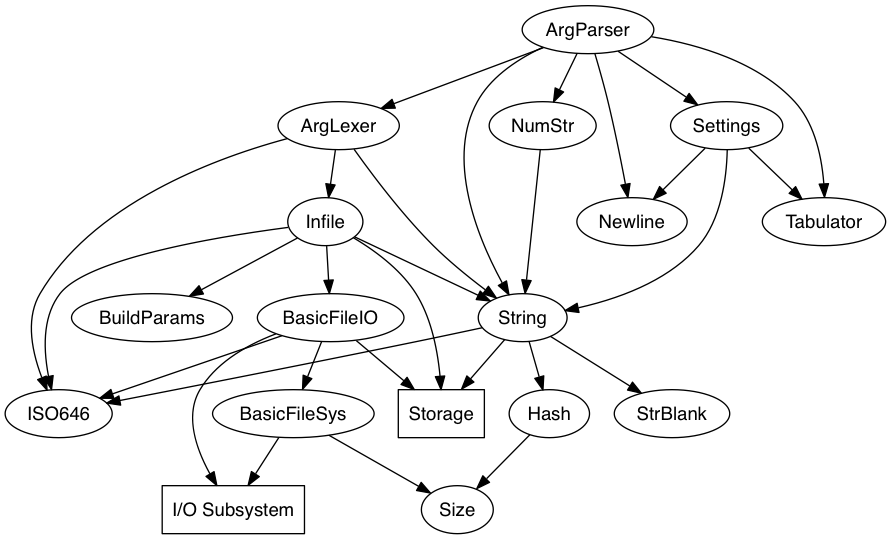 ArgParser
ArgLexer
NumStr
Settings
Infile
Newline
Tabulator
BuildParams
BasicFileIO
String
ISO646
BasicFileSys
Storage
Hash
StrBlank
I/O Subsystem
Size